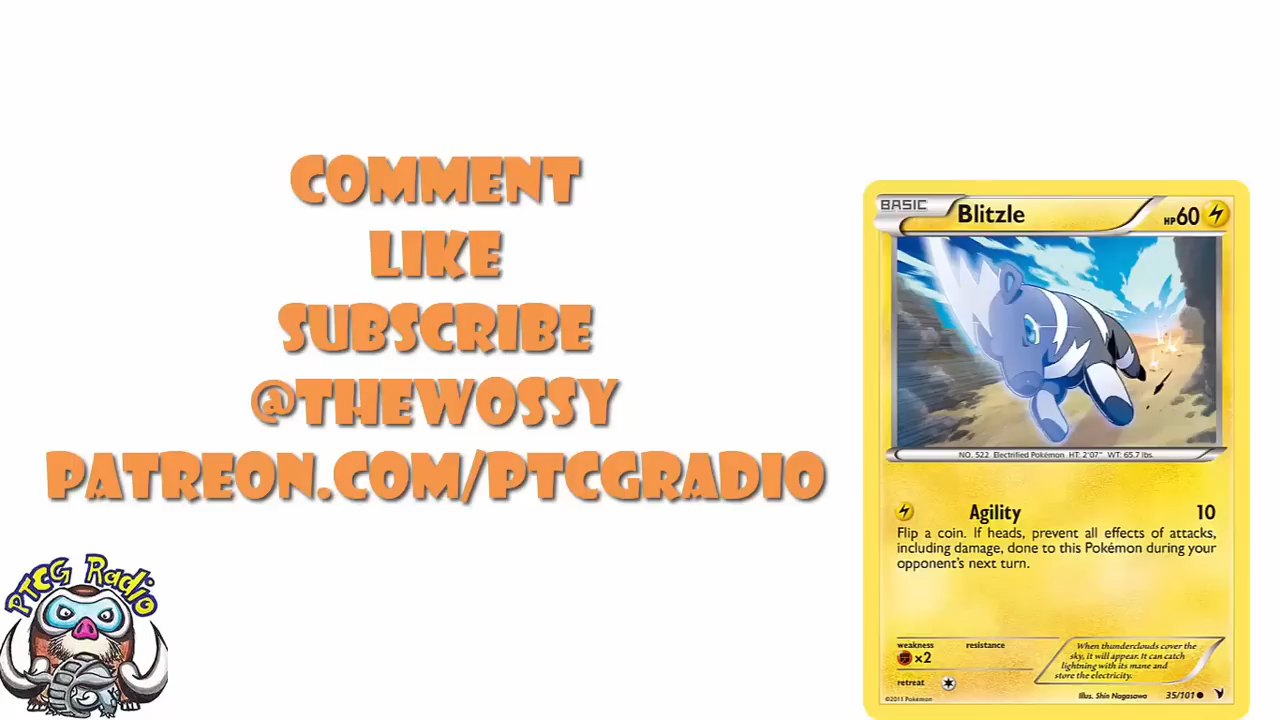 COMMENT
LIKE
SUBSCRIBE
@THEWOSSY
PATREON.COM/PTCGRADIO
PTCG Radio
BASIC Blitzle HP60
NO. 522 Electrified Pokémon HT: 2'07" WT: 65.7 lbs.
Agility 10
Flip a coin. If heads, prevent all effects of attacks,
including damage, done to this Pokémon during your
opponent's next turn.
weakness resistance
×2
retreat
When thunderclouds cover the
sky, it will appear. It can catch
lightning with its mane and
store the electricity.
©2011 Pokémon Illus. Shin Nagasawa 35/101